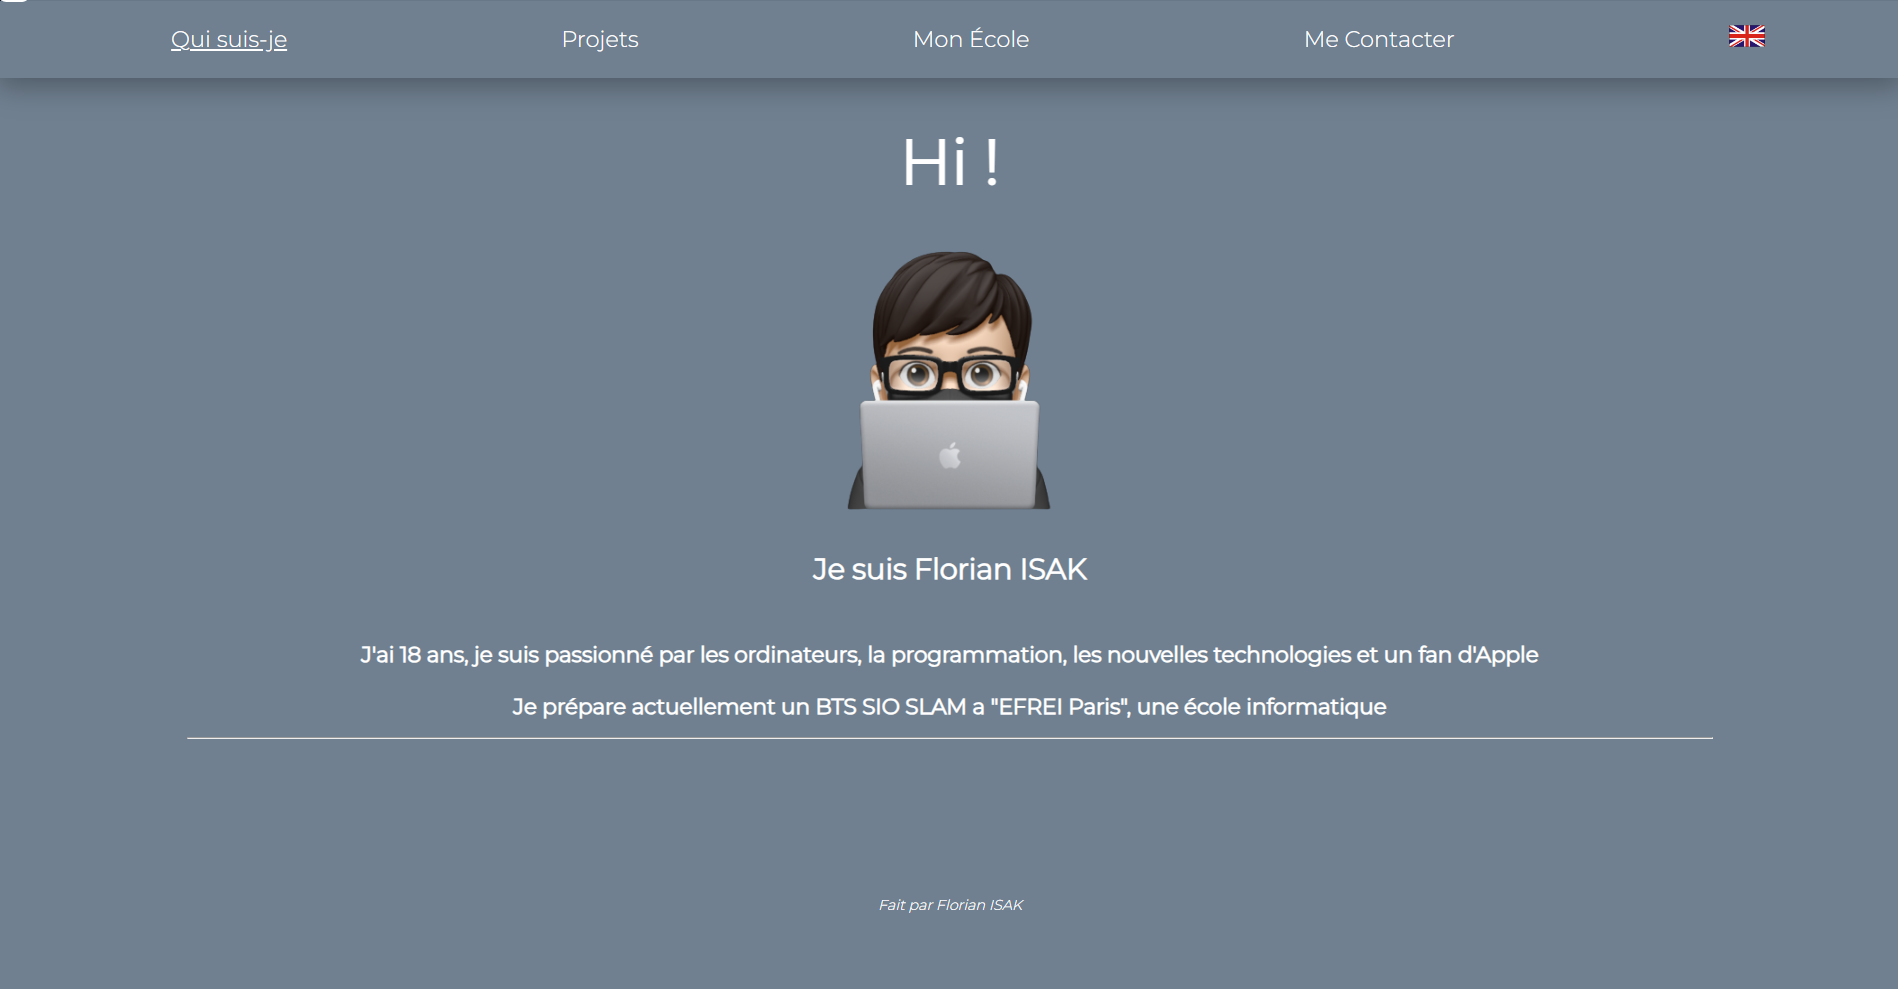 Qui suis-je
Projets
Mon École
Me Contacter
Hi !
Je suis Florian ISAK
J'ai 18 ans, je suis passionné par les ordinateurs, la programmation, les nouvelles technologies et un fan d'Apple
Je prépare actuellement un BTS SIO SLAM a "EFREI Paris", une école informatique
Fait par Florian ISAK